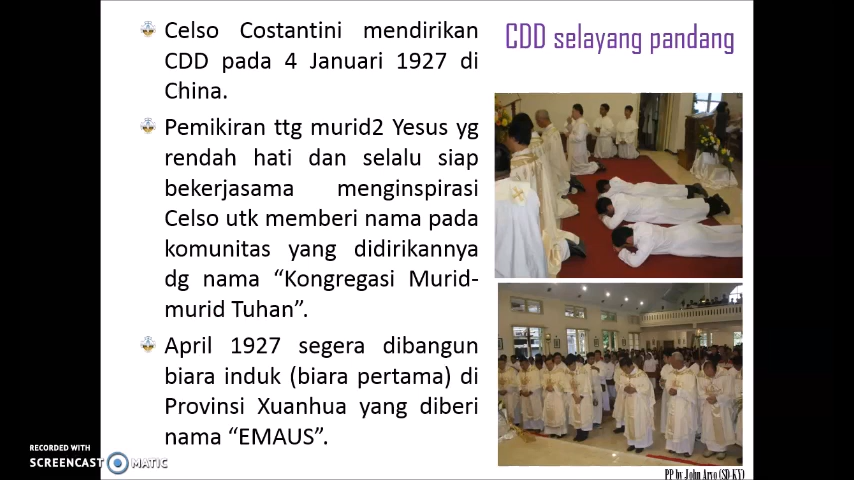 CDD selayang pandang
Celso Costantini mendirikan
CDD pada 4 Januari 1927 di
China.
Pemikiran ttg murid2 Yesus yg
rendah hati dan selalu siap
bekerjasama menginspirasi
Celso utk memberi nama pada
komunitas yang didirikannya
dg nama “Kongregasi Murid-
murid Tuhan”.
April 1927 segera dibangun
biara induk (biara pertama) di
Provinsi Xuanhua yang diberi
nama “EMAUS”.
RECORDED WITH
SCREENCAST MATIC
PP by John Aryo (SD-KY)